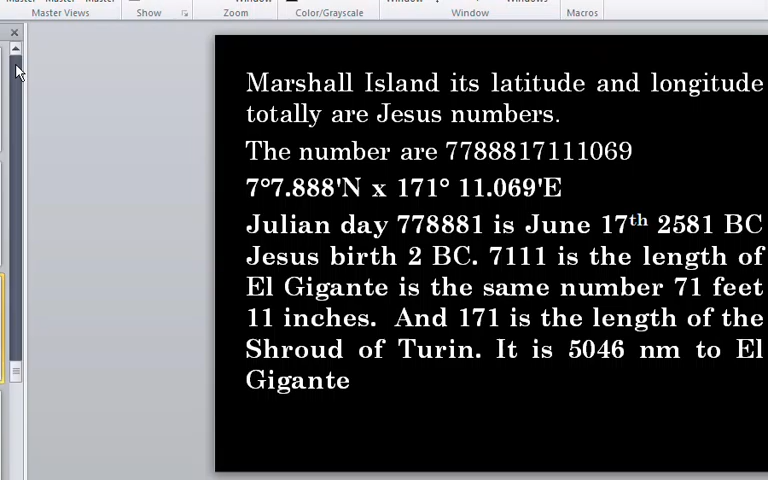 Master Views Show Zoom Color/Grayscale Window Macros
Marshall Island its latitude and longitude
totally are Jesus numbers.
The number are 7788817111069
7°7.888'N x 171° 11.069'E
Julian day 778881 is June 17th 2581 BC
Jesus birth 2 BC. 7111 is the length of
El Gigante is the same number 71 feet
11 inches. And 171 is the length of the
Shroud of Turin. It is 5046 nm to El
Gigante